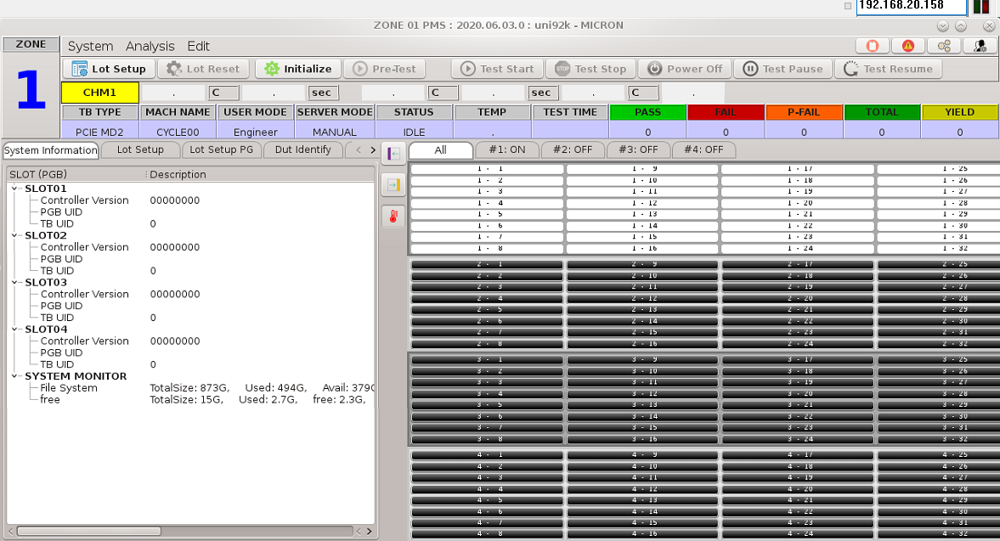 192.168.20.158
ZONE 01 PMS : 2020.06.03.0 : uni92k - MICRON
ZONE
1
System Analysis Edit
Lot Setup Lot Reset Initialize Pre-Test Test Start STOP Test Stop Power Off Test Pause Test Resume
CHM1 . C . sec . C . sec . C .
TB TYPE MACH NAME USER MODE SERVER MODE STATUS TEMP TEST TIME PASS FAIL P-FAIL TOTAL YIELD
PCIE MD2 CYCLE00 Engineer MANUAL IDLE . 0 0 0 0 0
System Information Lot Setup Lot Setup PG Dut Identify < >
All #1: ON #2: OFF #3: OFF #4: OFF
SLOT (PGB) Description
SLOT01
Controller Version 00000000
PGB UID
TB UID 0
SLOT02
Controller Version 00000000
PGB UID
TB UID 0
SLOT03
Controller Version 00000000
PGB UID
TB UID 0
SLOT04
Controller Version 00000000
PGB UID
TB UID 0
SYSTEM MONITOR
File System TotalSize: 873G, Used: 494G, Avail: 379G
free TotalSize: 15G, Used: 2.7G, free: 2.3G,
1 - 1 1 - 9 1 - 17 1 - 25
1 - 2 1 - 10 1 - 18 1 - 26
1 - 3 1 - 11 1 - 19 1 - 27
1 - 4 1 - 12 1 - 20 1 - 28
1 - 5 1 - 13 1 - 21 1 - 29
1 - 6 1 - 14 1 - 22 1 - 30
1 - 7 1 - 15 1 - 23 1 - 31
1 - 8 1 - 16 1 - 24 1 - 32
2 - 1 2 - 9 2 - 17 2 - 25
2 - 2 2 - 10 2 - 18 2 - 26
2 - 3 2 - 11 2 - 19 2 - 27
2 - 4 2 - 12 2 - 20 2 - 28
2 - 5 2 - 13 2 - 21 2 - 29
2 - 6 2 - 14 2 - 22 2 - 30
2 - 7 2 - 15 2 - 23 2 - 31
2 - 8 2 - 16 2 - 24 2 - 32
3 - 1 3 - 9 3 - 17 3 - 25
3 - 2 3 - 10 3 - 18 3 - 26
3 - 3 3 - 11 3 - 19 3 - 27
3 - 4 3 - 12 3 - 20 3 - 28
3 - 5 3 - 13 3 - 21 3 - 29
3 - 6 3 - 14 3 - 22 3 - 30
3 - 7 3 - 15 3 - 23 3 - 31
3 - 8 3 - 16 3 - 24 3 - 32
4 - 1 4 - 9 4 - 17 4 - 25
4 - 2 4 - 10 4 - 18 4 - 26
4 - 3 4 - 11 4 - 19 4 - 27
4 - 4 4 - 12 4 - 20 4 - 28
4 - 5 4 - 13 4 - 21 4 - 29
4 - 6 4 - 14 4 - 22 4 - 30
4 - 7 4 - 15 4 - 23 4 - 31
4 - 8 4 - 16 4 - 24 4 - 32